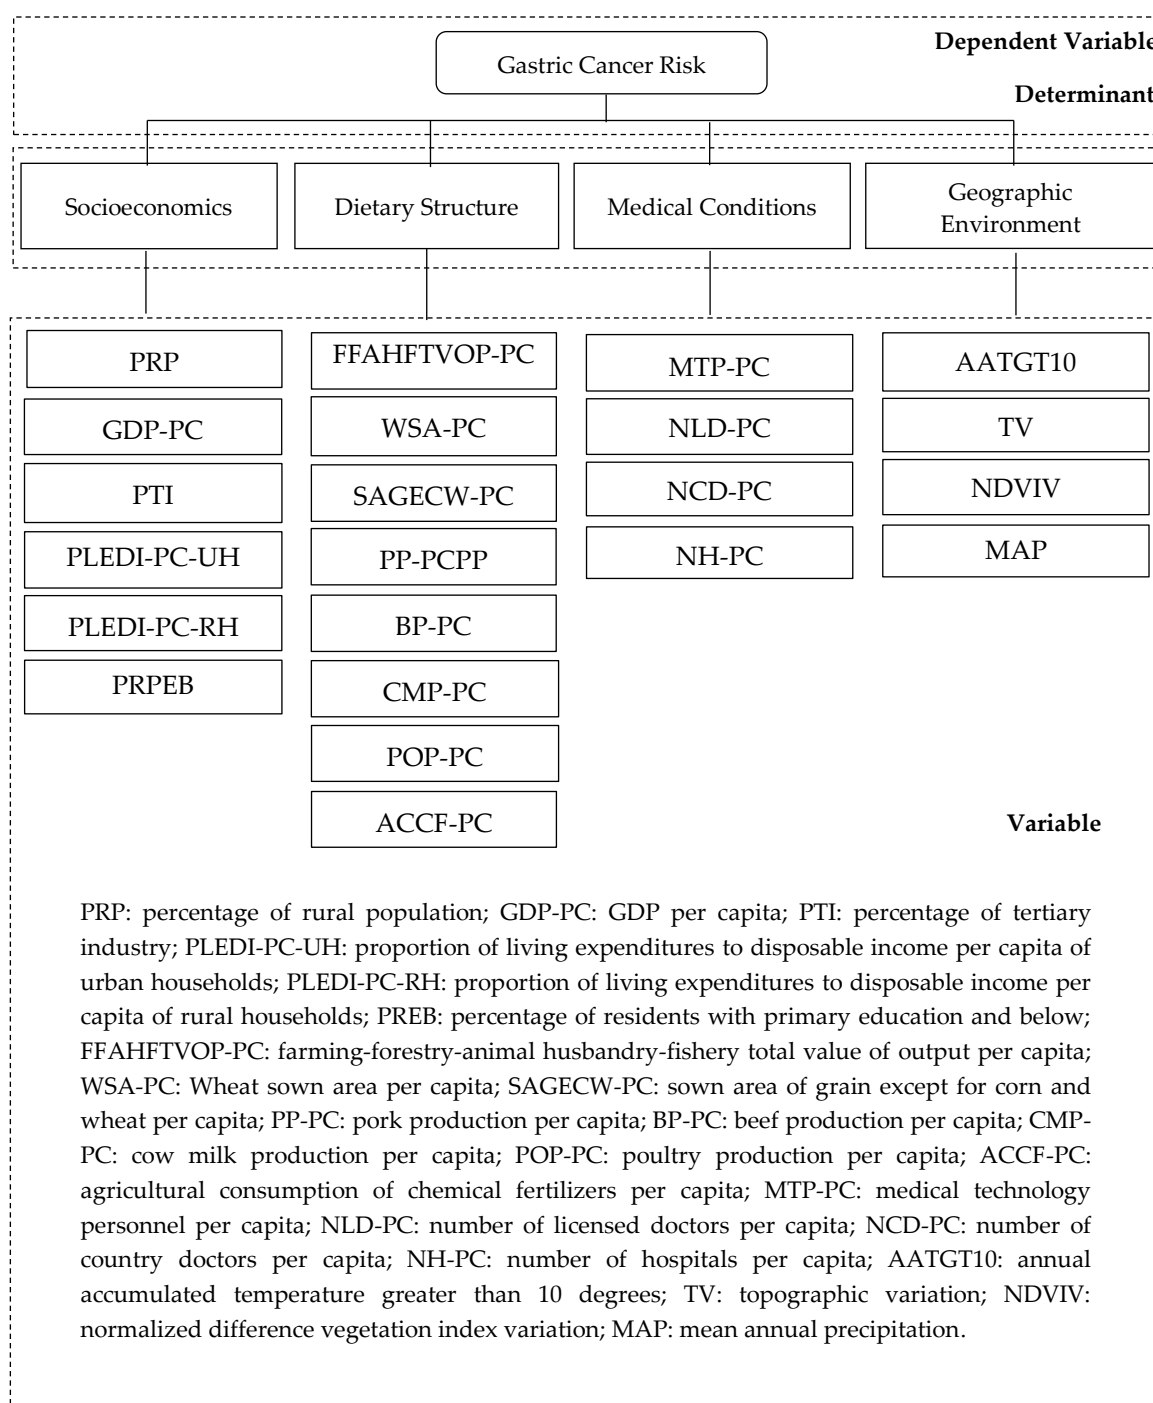 Dependent Variable
Gastric Cancer Risk
Determinant
Socioeconomics
Dietary Structure
Medical Conditions
Geographic
Environment
PRP
GDP-PC
PTI
PLEDI-PC-UH
PLEDI-PC-RH
PRPEB
FFAHFTVOP-PC
WSA-PC
SAGECW-PC
PP-PCPP
BP-PC
CMP-PC
POP-PC
ACCF-PC
MTP-PC
NLD-PC
NCD-PC
NH-PC
AATGT10
TV
NDVIV
MAP
Variable
PRP: percentage of rural population; GDP-PC: GDP per capita; PTI: percentage of tertiary
industry; PLEDI-PC-UH: proportion of living expenditures to disposable income per capita of
urban households; PLEDI-PC-RH: proportion of living expenditures to disposable income per
capita of rural households; PREB: percentage of residents with primary education and below;
FFAHFTVOP-PC: farming-forestry-animal husbandry-fishery total value of output per capita;
WSA-PC: Wheat sown area per capita; SAGECW-PC: sown area of grain except for corn and
wheat per capita; PP-PC: pork production per capita; BP-PC: beef production per capita; CMP-
PC: cow milk production per capita; POP-PC: poultry production per capita; ACCF-PC:
agricultural consumption of chemical fertilizers per capita; MTP-PC: medical technology
personnel per capita; NLD-PC: number of licensed doctors per capita; NCD-PC: number of
country doctors per capita; NH-PC: number of hospitals per capita; AATGT10: annual
accumulated temperature greater than 10 degrees; TV: topographic variation; NDVIV:
normalized difference vegetation index variation; MAP: mean annual precipitation.